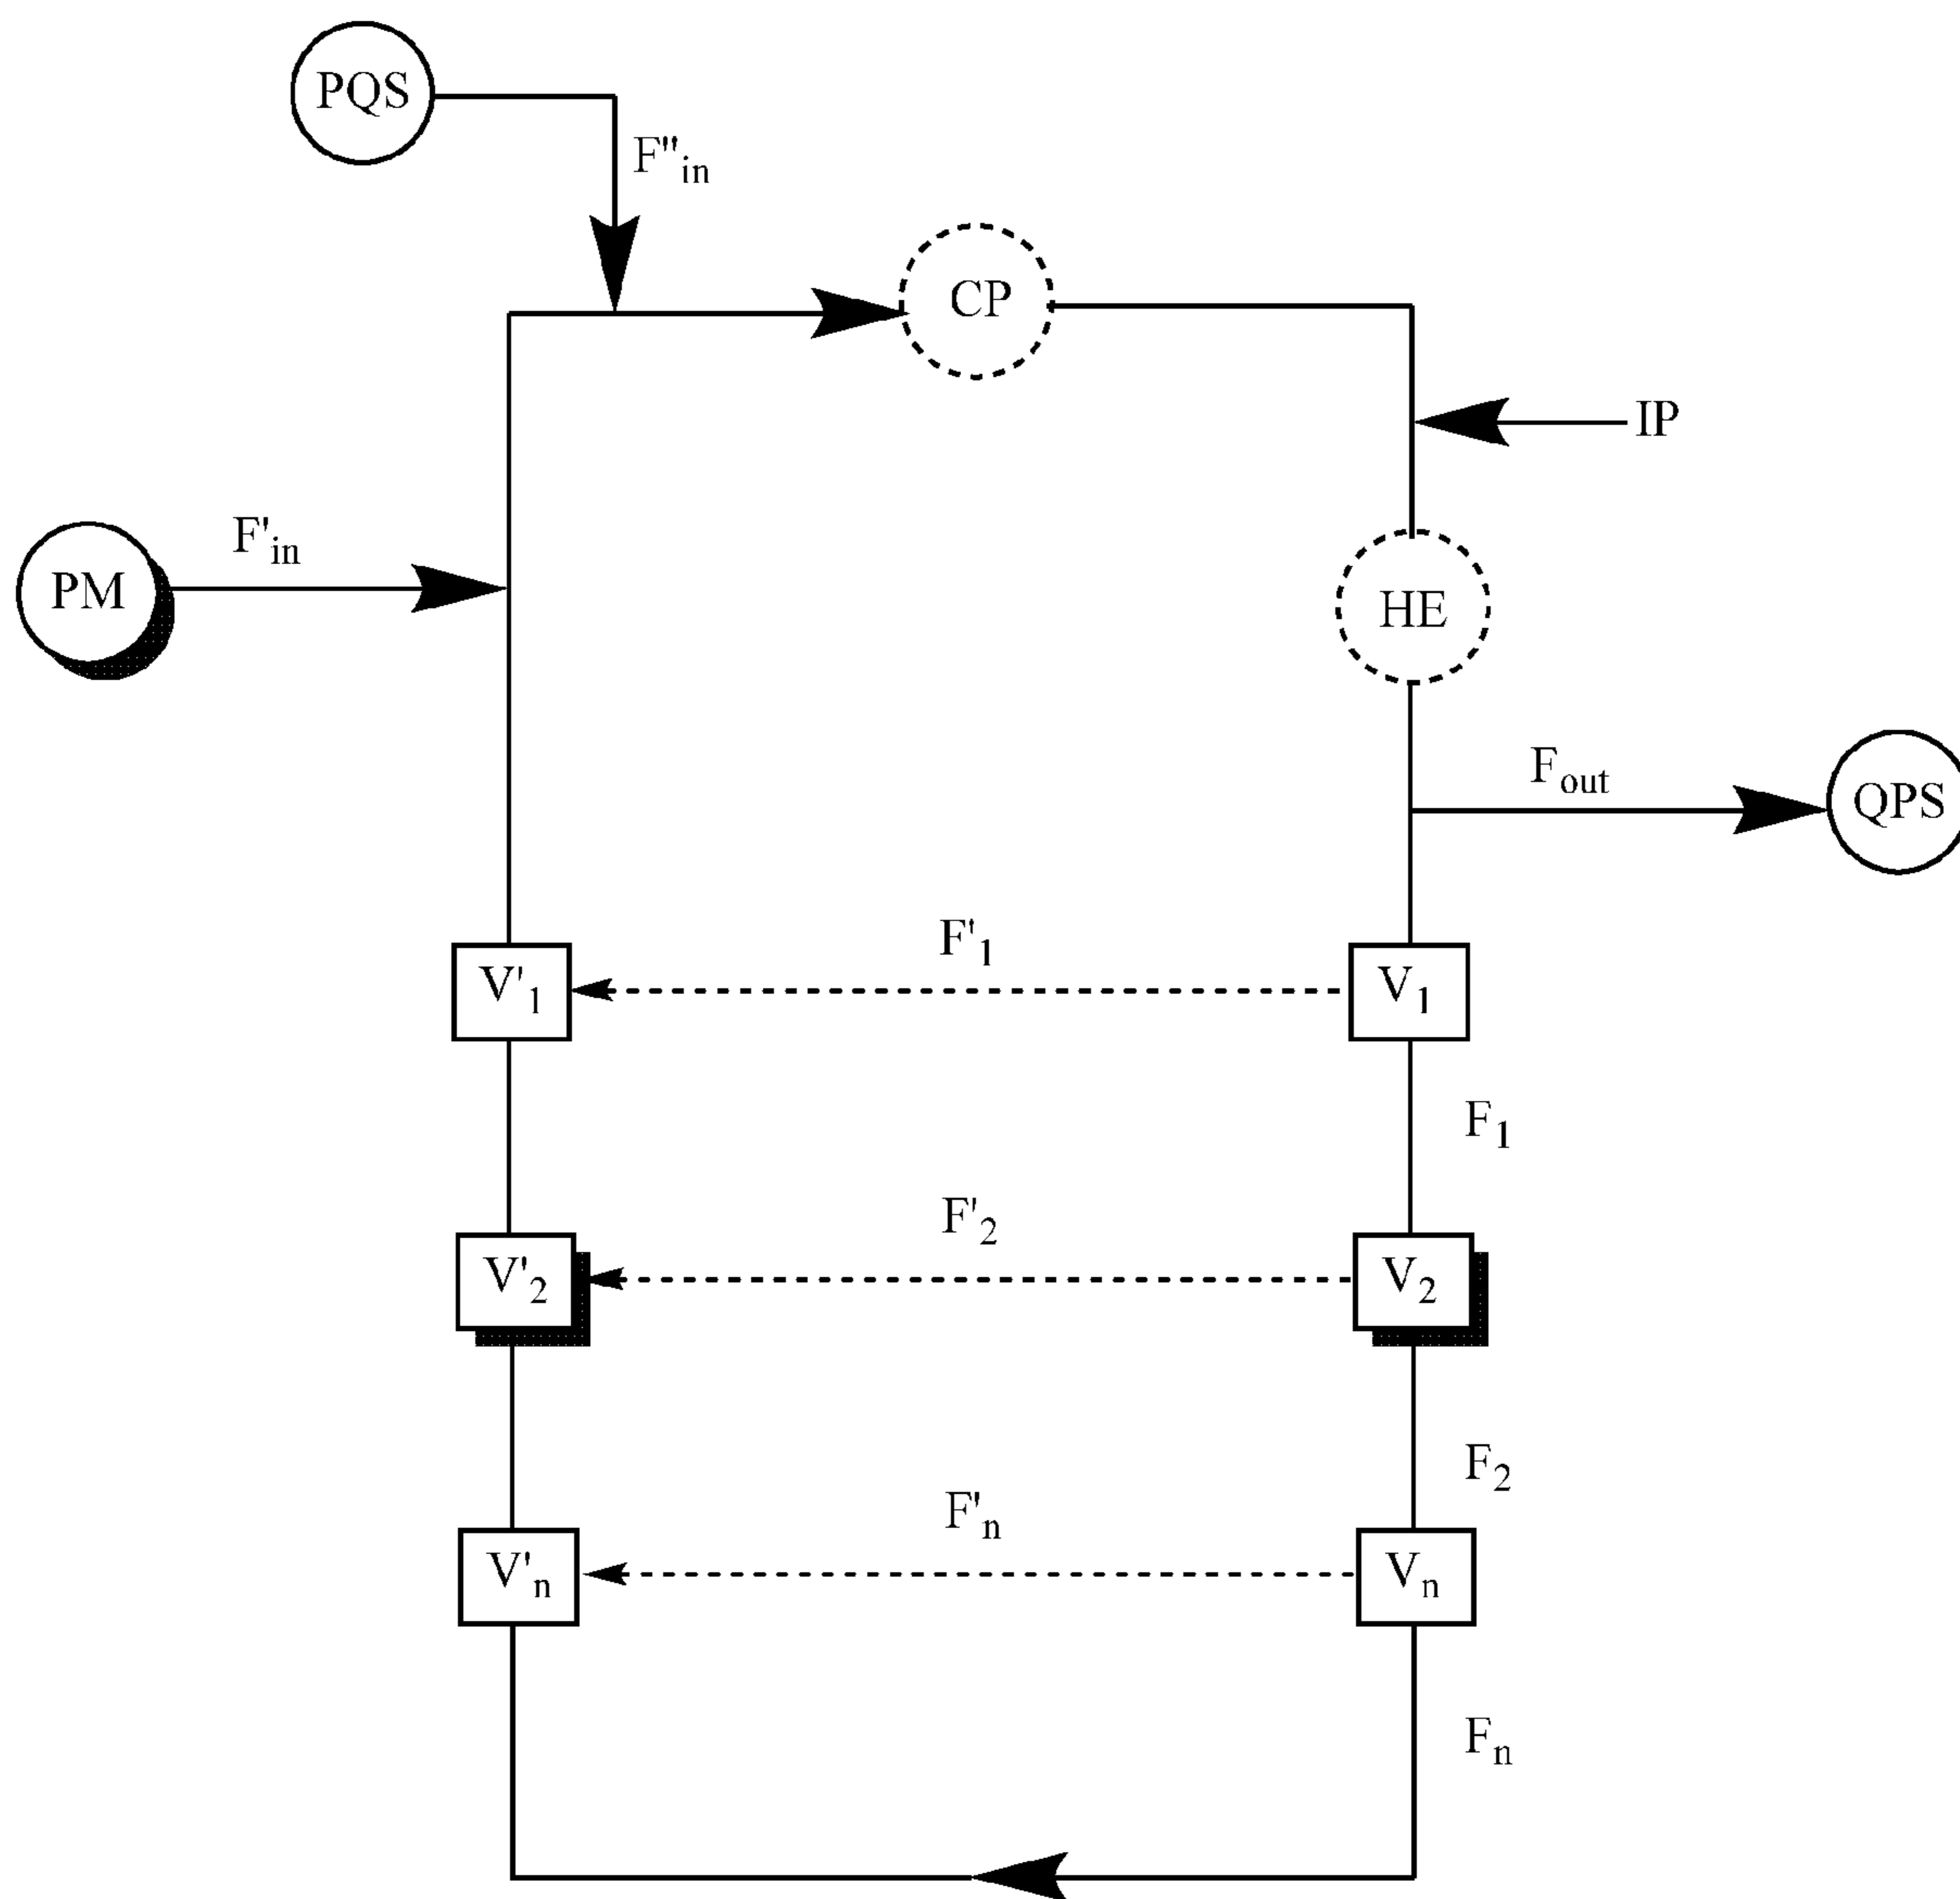 PQS
F"in
CP
IP
F'in
PM
HE
Fout
QPS
F'1
V'1
V1
F1
F'2
V'2
V2
F2
F'n
V'n
Vn
Fn